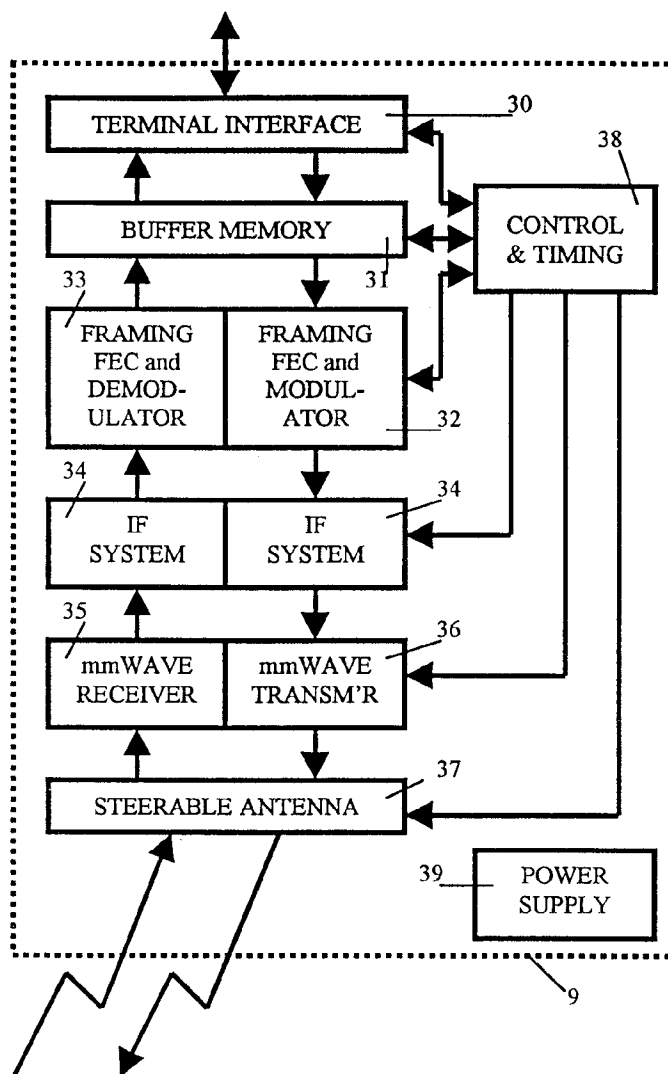 30
TERMINAL INTERFACE
38
CONTROL
& TIMING
BUFFER MEMORY
31
33
FRAMING
FEC and
DEMOD-
ULATOR
FRAMING
FEC and
MODUL-
ATOR
32
34
IF
SYSTEM
34
IF
SYSTEM
35
mmWAVE
RECEIVER
36
mmWAVE
TRANSM'R
37
STEERABLE ANTENNA
39
POWER
SUPPLY
9